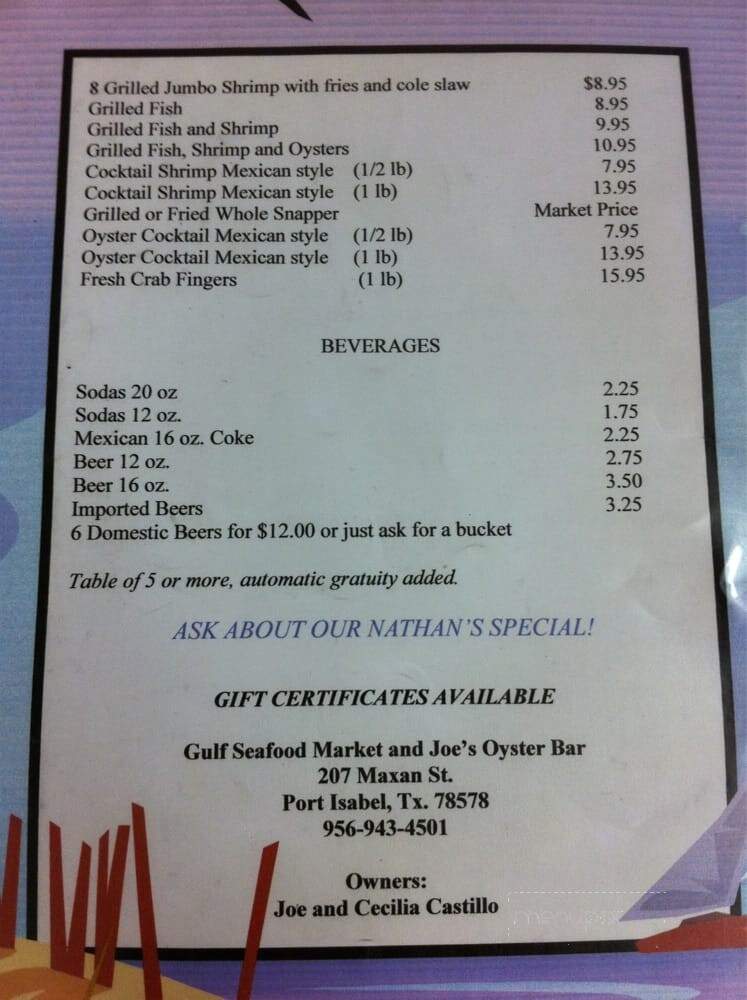 8 Grilled Jumbo Shrimp with fries and cole slaw $8.95
Grilled Fish 8.95
Grilled Fish and Shrimp 9.95
Grilled Fish, Shrimp and Oysters 10.95
Cocktail Shrimp Mexican style (1/2 lb) 7.95
Cocktail Shrimp Mexican style (1 lb) 13.95
Grilled or Fried Whole Snapper Market Price
Oyster Cocktail Mexican style (1/2 lb) 7.95
Oyster Cocktail Mexican style (1 lb) 13.95
Fresh Crab Fingers (1 lb) 15.95
BEVERAGES
Sodas 20 oz 2.25
Sodas 12 oz. 1.75
Mexican 16 oz. Coke 2.25
Beer 12 oz. 2.75
Beer 16 oz. 3.50
Imported Beers 3.25
6 Domestic Beers for $12.00 or just ask for a bucket
Table of 5 or more, automatic gratuity added.
ASK ABOUT OUR NATHAN'S SPECIAL!
GIFT CERTIFICATES AVAILABLE
Gulf Seafood Market and Joe's Oyster Bar
207 Maxan St.
Port Isabel, Tx. 78578
956-943-4501
Owners:
Joe and Cecilia Castillo